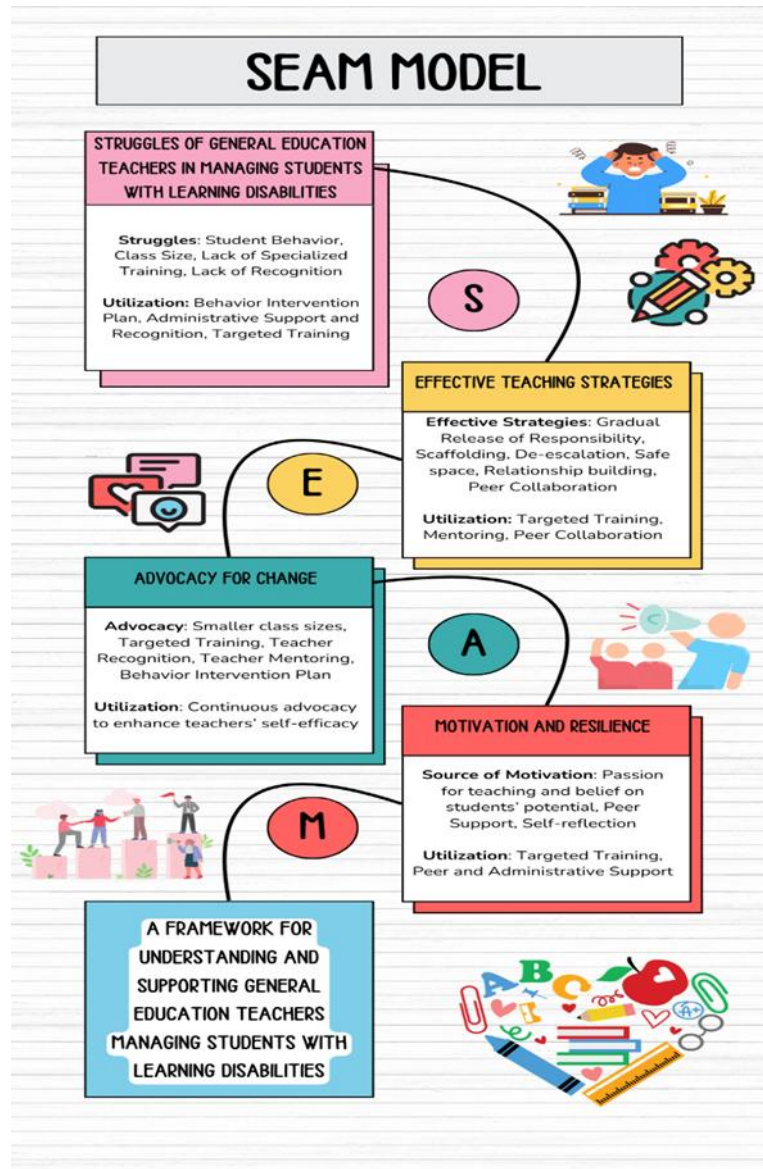 SEAM MODEL
STRUGGLES OF GENERAL EDUCATION
TEACHERS IN MANAGING STUDENTS
WITH LEARNING DISABILITIES
Struggles: Student Behavior,
Class Size, Lack of Specialized
Training, Lack of Recognition
Utilization: Behavior Intervention
Plan, Administrative Support and
Recognition, Targeted Training
S
EFFECTIVE TEACHING STRATEGIES
Effective Strategies: Gradual
Release of Responsibility,
Scaffolding, De-escalation, Safe
space, Relationship building,
Peer Collaboration
Utilization: Targeted Training,
Mentoring, Peer Collaboration
E
ADVOCACY FOR CHANGE
Advocacy: Smaller class sizes,
Targeted Training, Teacher
Recognition, Teacher Mentoring,
Behavior Intervention Plan
Utilization: Continuous advocacy
to enhance teachers' self-efficacy
A
MOTIVATION AND RESILIENCE
Source of Motivation: Passion
for teaching and belief on
students' potential, Peer
Support, Self-reflection
Utilization: Targeted Training,
Peer and Administrative Support
M
A FRAMEWORK FOR
UNDERSTANDING AND
SUPPORTING GENERAL
EDUCATION TEACHERS
MANAGING STUDENTS WITH
LEARNING DISABILITIES
A B C
A+